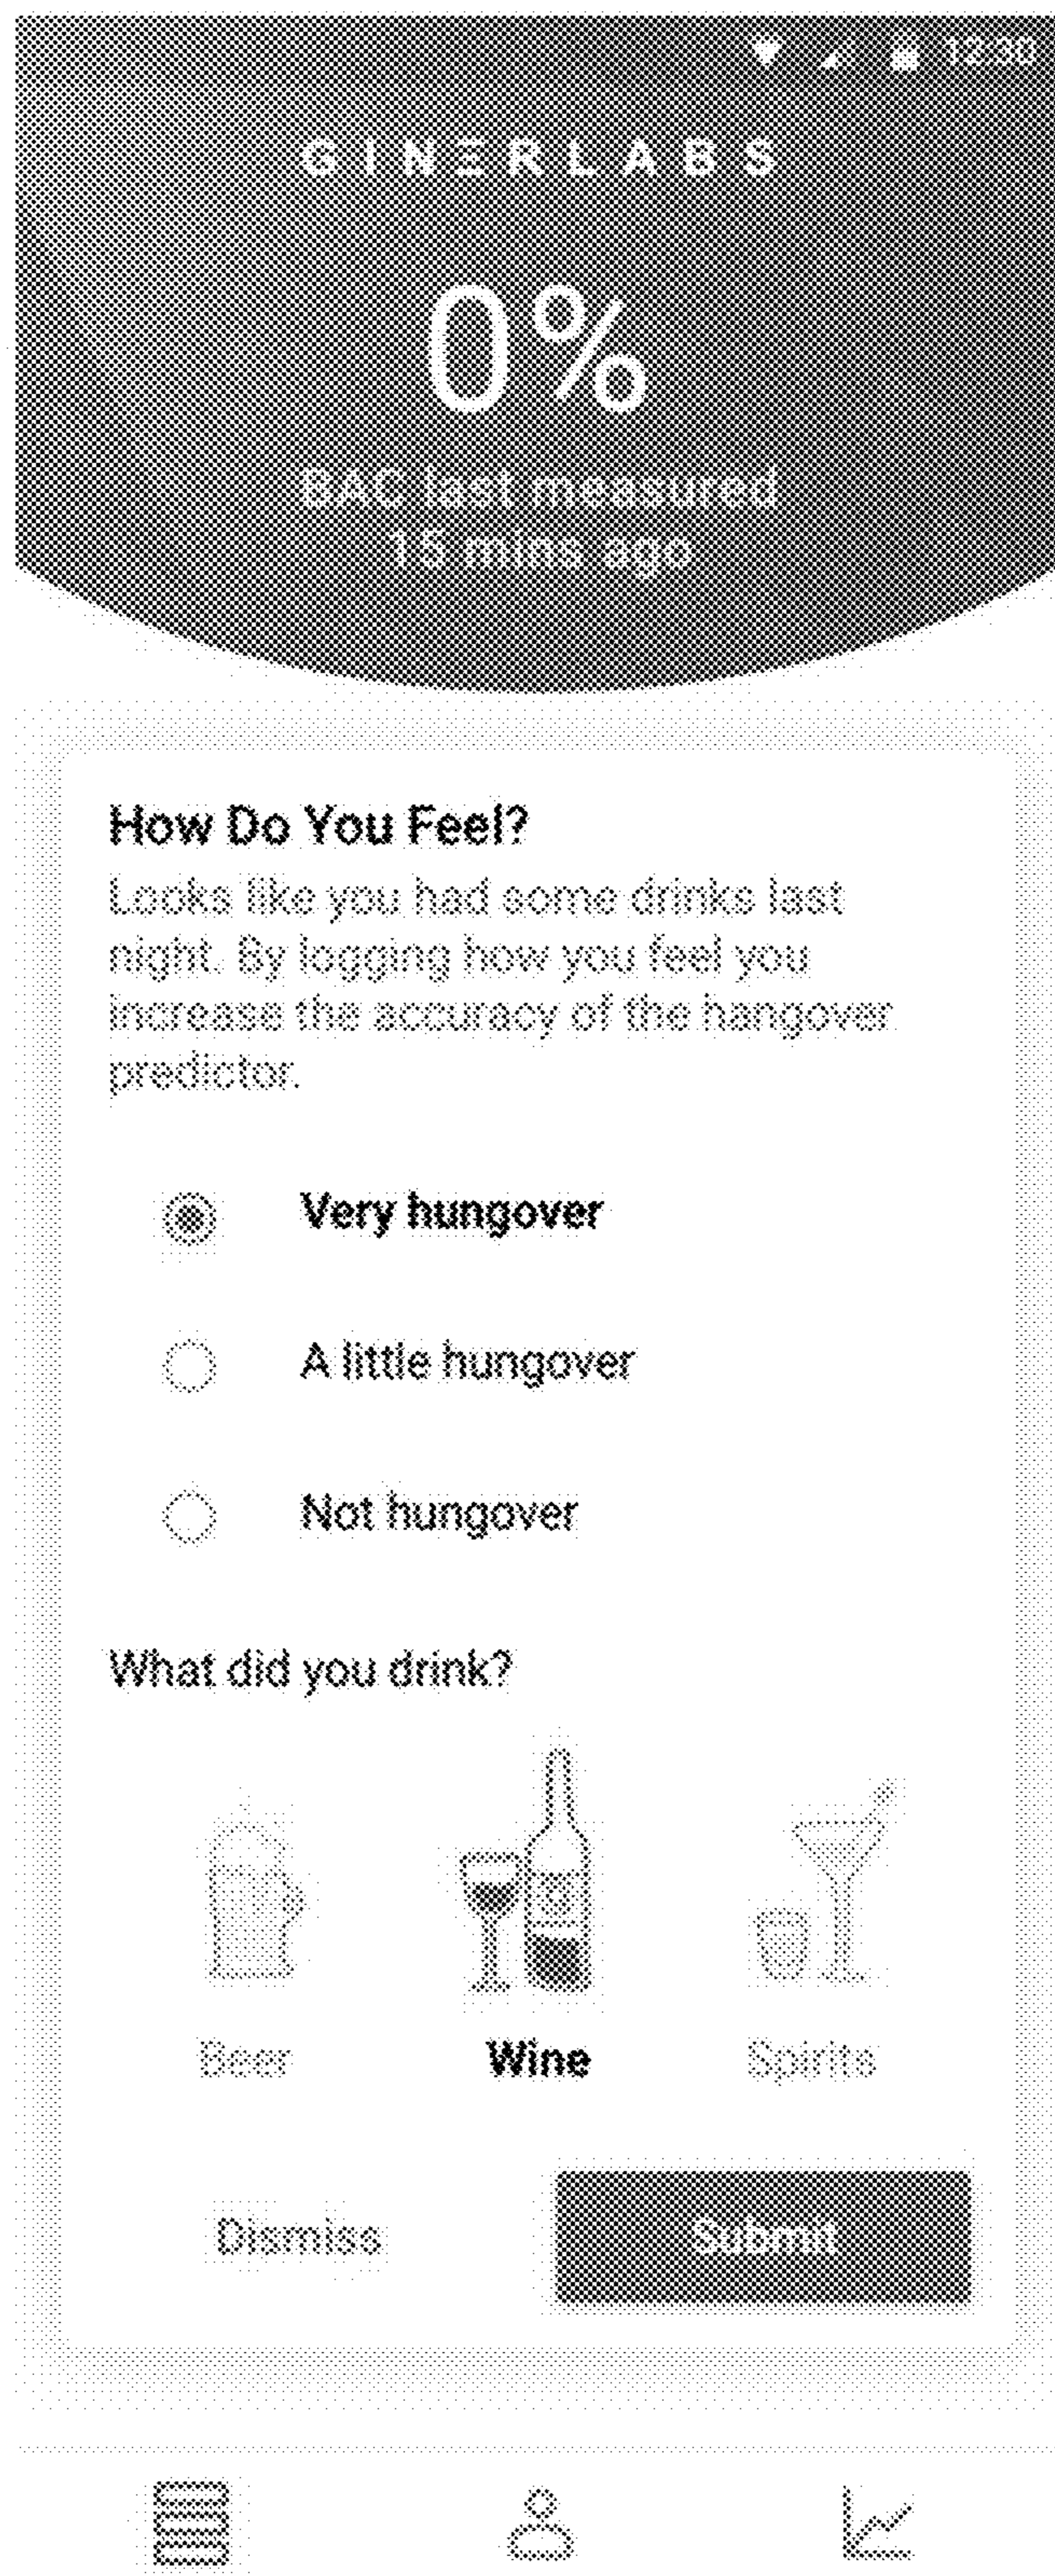 12:30
GINERLABS
0%
BAC last measured
15 mins ago
How Do You Feel?
Looks like you had some drinks last
night. By logging how you feel you
increase the accuracy of the hangover
predictor.
Very hungover
A little hungover
Not hungover
What did you drink?
Beer Wine Spirits
Dismiss Submit